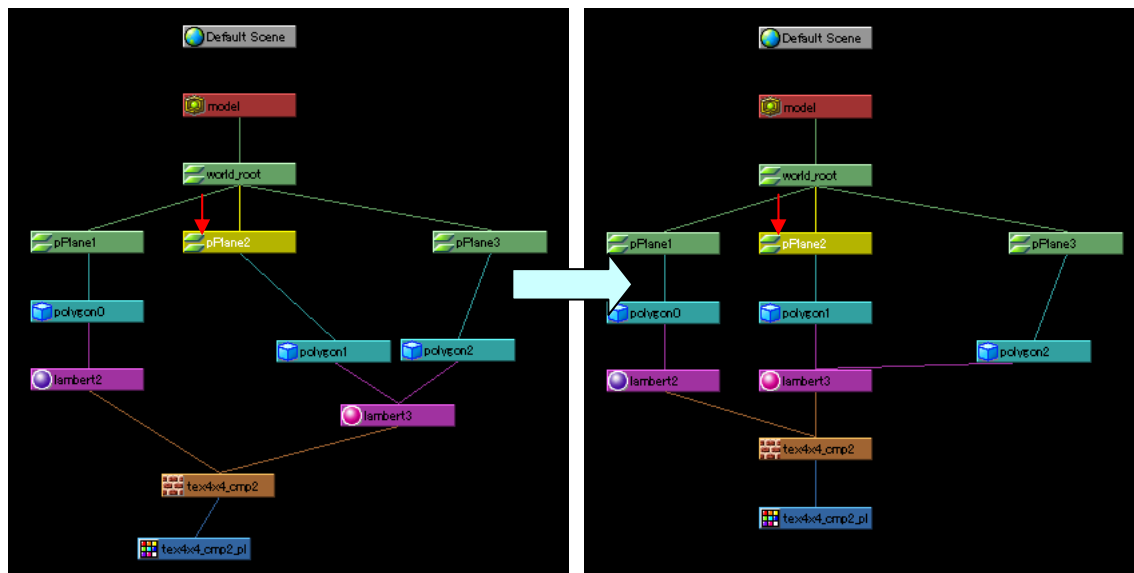 Default Scene
model
world_root
pPlane1
pPlane2
pPlane3
polygon0
polygon1
polygon2
lambert2
lambert3
tex4x4_cmp2
tex4x4_cmp2_pl
Default Scene
model
world_root
pPlane1
pPlane2
pPlane3
polygon0
polygon1
polygon2
lambert2
lambert3
tex4x4_cmp2
tex4x4_cmp2_pl